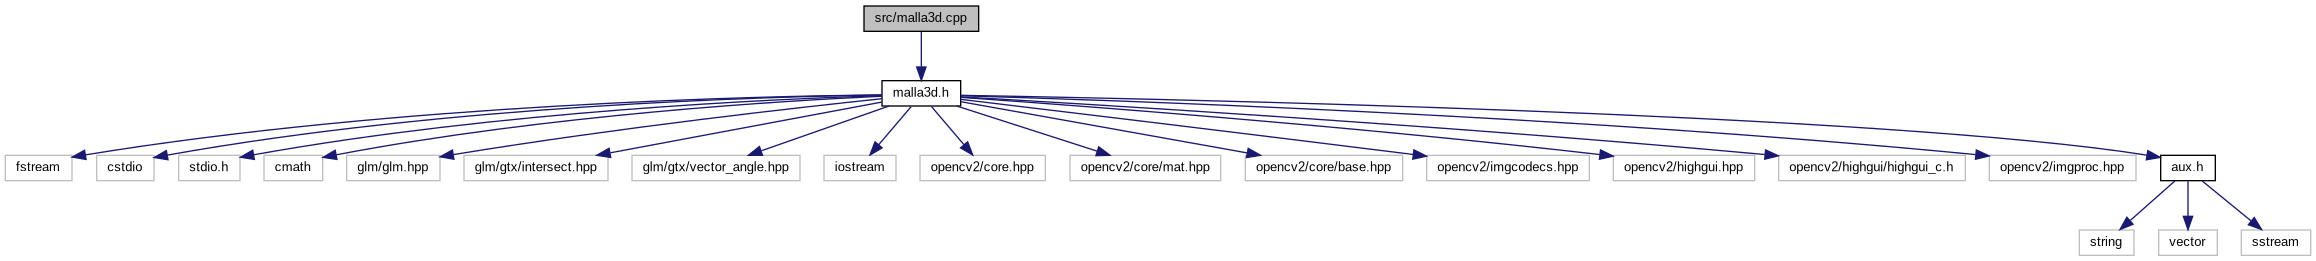 src/malla3d.cpp
malla3d.h
fstream
cstdio
stdio.h
cmath
glm/glm.hpp
glm/gtx/intersect.hpp
glm/gtx/vector_angle.hpp
iostream
opencv2/core.hpp
opencv2/core/mat.hpp
opencv2/core/base.hpp
opencv2/imgcodecs.hpp
opencv2/highgui.hpp
opencv2/highgui/highgui_c.h
opencv2/imgproc.hpp
aux.h
string
vector
sstream